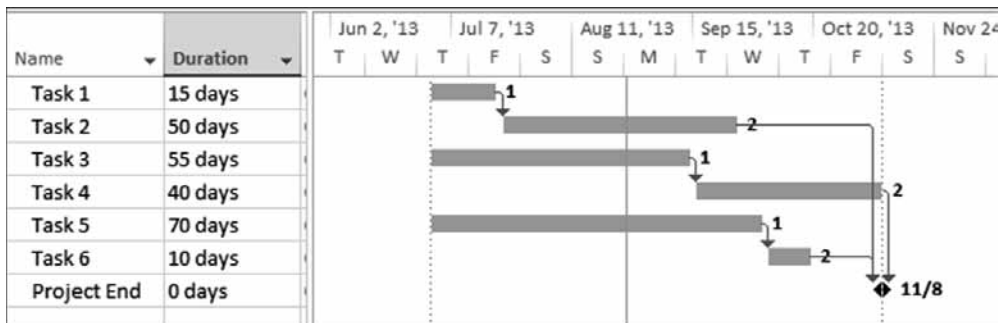 Jun 2, '13 Jul 7, '13 Aug 11, '13 Sep 15, '13 Oct 20, '13 Nov 24
Name Duration T W T F S S M T W T F S S
Task 1 15 days 1
Task 2 50 days 2
Task 3 55 days 1
Task 4 40 days 2
Task 5 70 days 1
Task 6 10 days 2
Project End 0 days 11/8